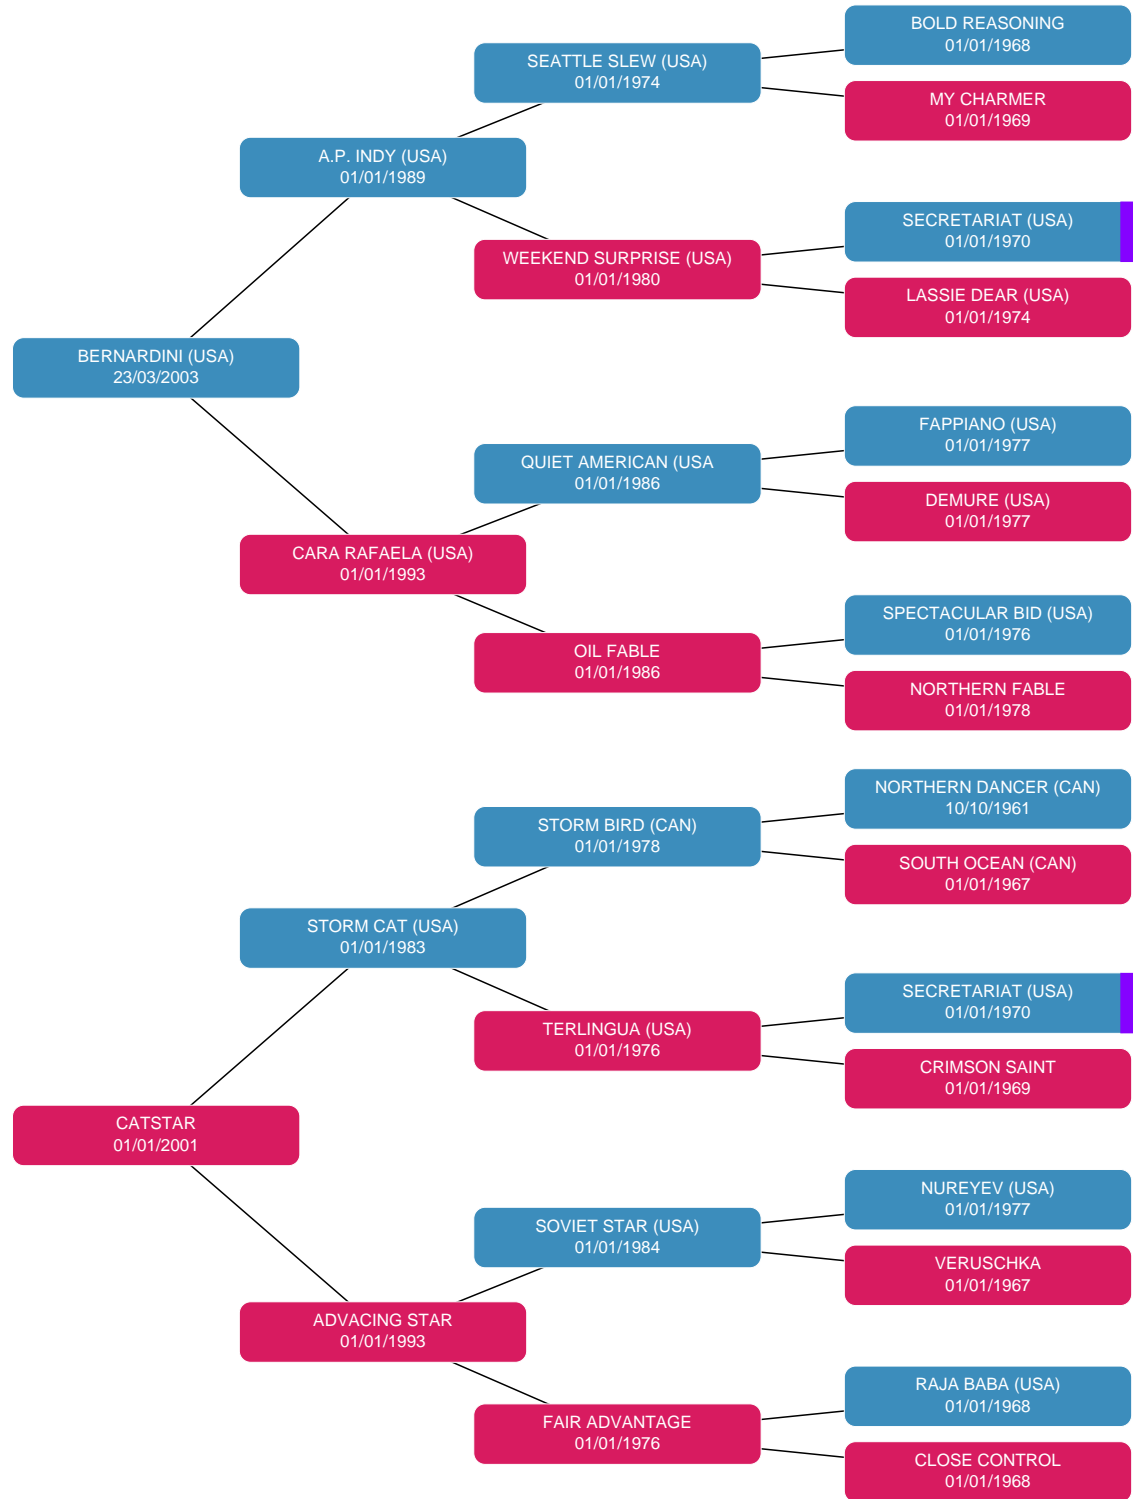 BOLD REASONING
01/01/1968
SEATTLE SLEW (USA)
01/01/1974
MY CHARMER
01/01/1969
A.P. INDY (USA)
01/01/1989
SECRETARIAT (USA)
01/01/1970
WEEKEND SURPRISE (USA)
01/01/1980
LASSIE DEAR (USA)
01/01/1974
BERNARDINI (USA)
23/03/2003
FAPPIANO (USA)
01/01/1977
QUIET AMERICAN (USA
01/01/1986
DEMURE (USA)
01/01/1977
CARA RAFAELA (USA)
01/01/1993
SPECTACULAR BID (USA)
01/01/1976
OIL FABLE
01/01/1986
NORTHERN FABLE
01/01/1978
NORTHERN DANCER (CAN)
10/10/1961
STORM BIRD (CAN)
01/01/1978
SOUTH OCEAN (CAN)
01/01/1967
STORM CAT (USA)
01/01/1983
SECRETARIAT (USA)
01/01/1970
TERLINGUA (USA)
01/01/1976
CRIMSON SAINT
01/01/1969
CATSTAR
01/01/2001
NUREYEV (USA)
01/01/1977
SOVIET STAR (USA)
01/01/1984
VERUSCHKA
01/01/1967
ADVACING STAR
01/01/1993
RAJA BABA (USA)
01/01/1968
FAIR ADVANTAGE
01/01/1976
CLOSE CONTROL
01/01/1968